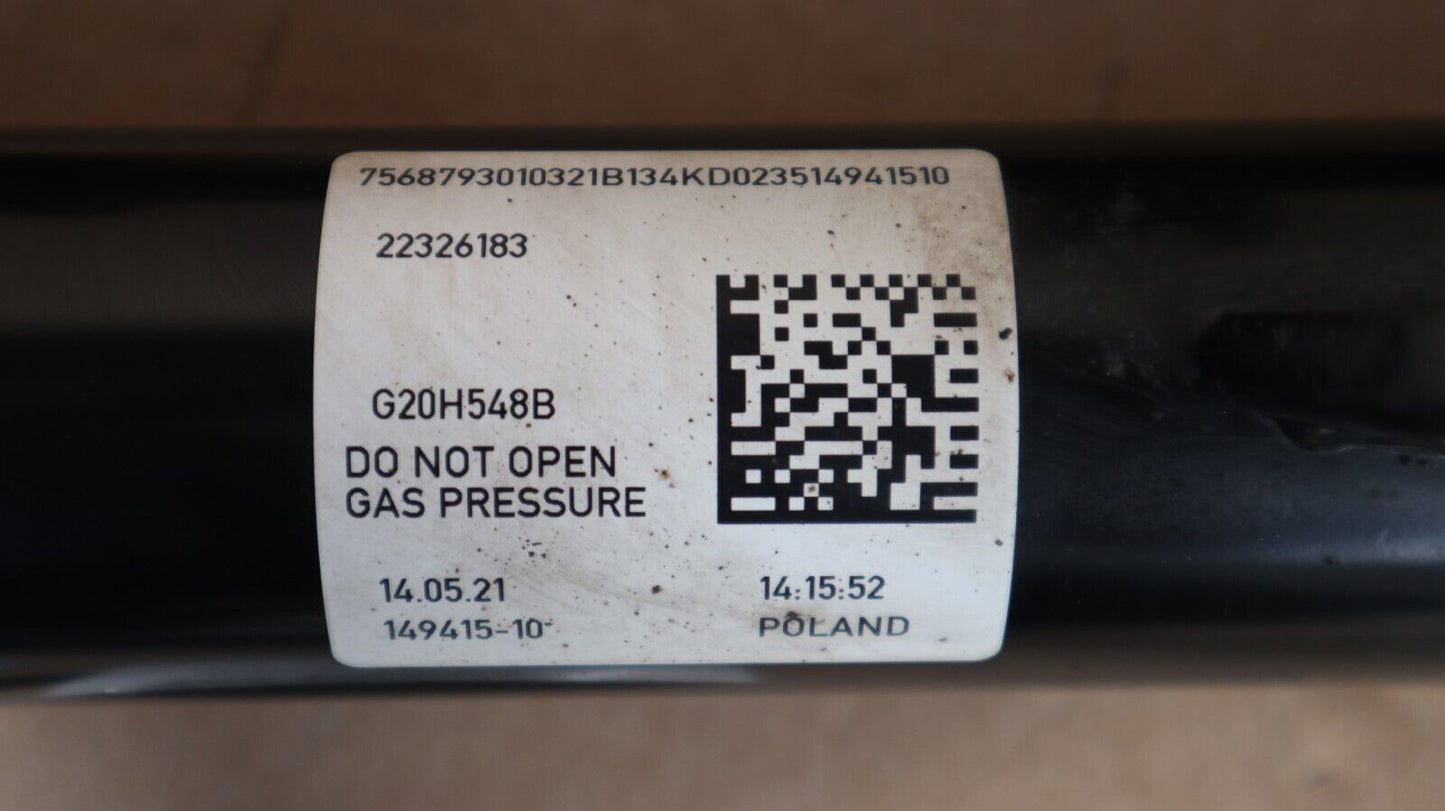 7568793010321B134KD023514941510
22326183
G20H548B
DO NOT OPEN
GAS PRESSURE
14.05.21 14:15:52
149415-10 POLAND